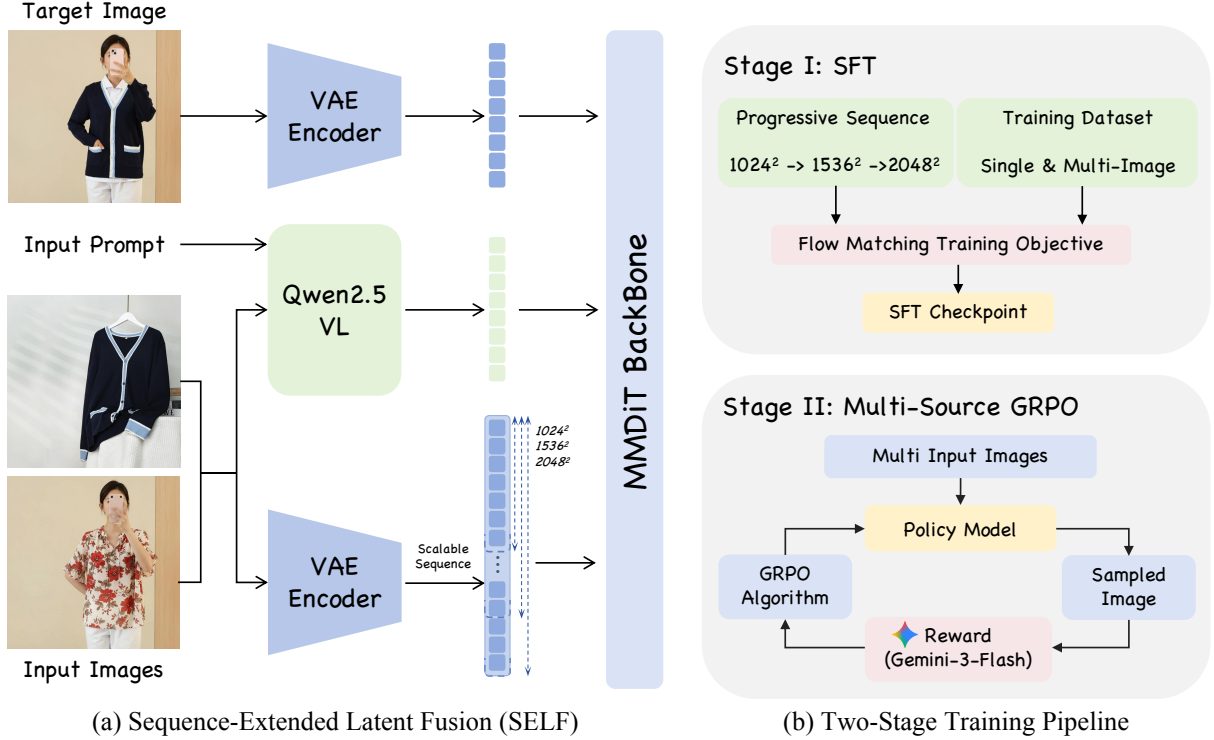 Target Image
VAE
Encoder
Input Prompt
Qwen2.5
VL
1024²
1536²
2048²
Scalable
Sequence
VAE
Encoder
Input Images
MMDiT BackBone
(a) Sequence-Extended Latent Fusion (SELF)
Stage I: SFT
Progressive Sequence
1024² -> 1536² ->2048²
Training Dataset
Single & Multi-Image
Flow Matching Training Objective
SFT Checkpoint
Stage II: Multi-Source GRPO
Multi Input Images
Policy Model
GRPO
Algorithm
Sampled
Image
Reward
(Gemini-3-Flash)
(b) Two-Stage Training Pipeline